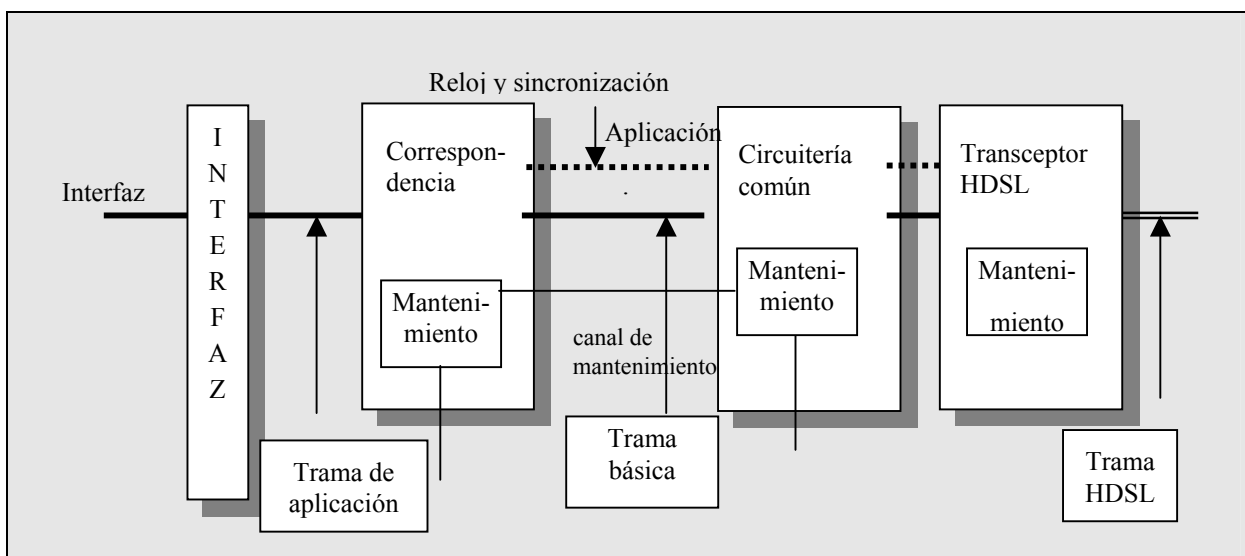 Reloj y sincronización
Aplicación
Interfaz
I
N
T
E
R
F
A
Z
Correspon-
dencia
Circuitería
común
Transceptor
HDSL
Manteni-
miento
Manteni-
miento
Manteni-
miento
canal de
mantenimiento
Trama de
aplicación
Trama
básica
Trama
HDSL